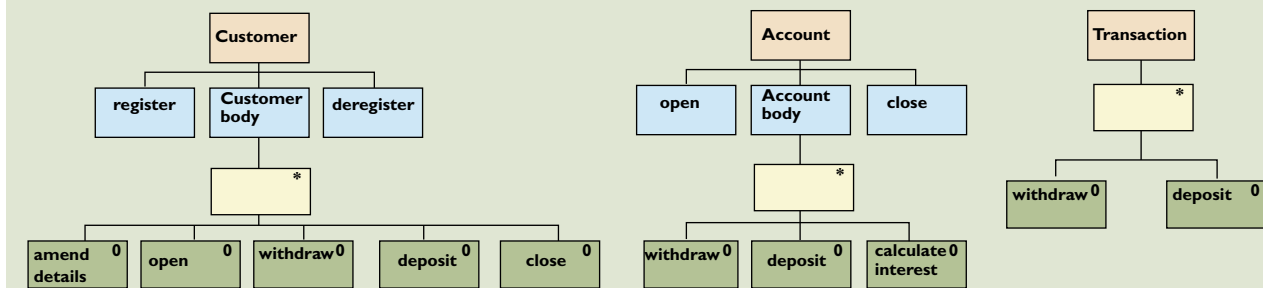 Customer
Account
Transaction
register
Customer
body
deregister
open
Account
body
close
*
*
*
amend 0
details
open 0
withdraw 0
deposit 0
close 0
withdraw 0
deposit 0
calculate 0
interest
withdraw 0
deposit 0